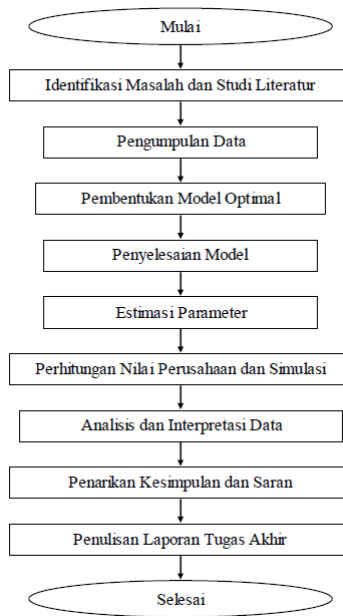 Mulai
Identifikasi Masalah dan Studi Literatur
Pengumpulan Data
Pembentukan Model Optimal
Penyelesaian Model
Estimasi Parameter
Perhitungan Nilai Perusahaan dan Simulasi
Analisis dan Interpretasi Data
Penarikan Kesimpulan dan Saran
Penulisan Laporan Tugas Akhir
Selesai